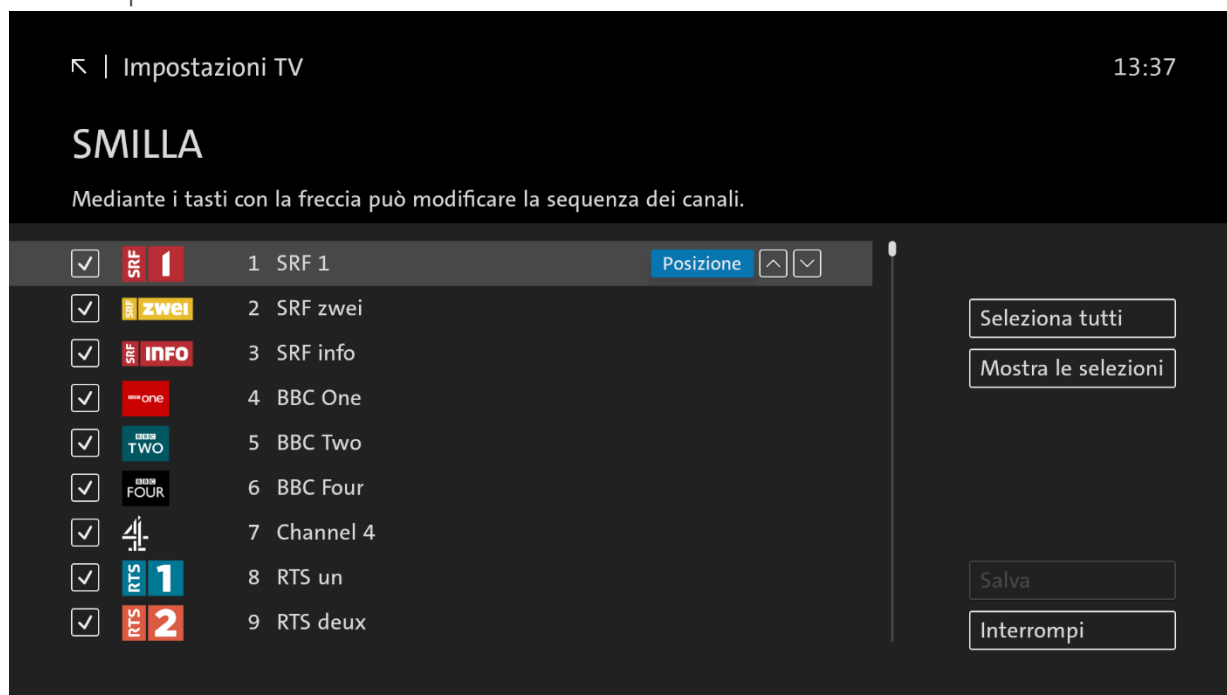 Impostazioni TV 13:37
SMILLA
Mediante i tasti con la freccia può modificare la sequenza dei canali.
SRF 1 1 SRF 1 Posizione
SRF zwei 2 SRF zwei
Seleziona tutti
SRF INFO 3 SRF info
Mostra le selezioni
BBC one 4 BBC One
BBC TWO 5 BBC Two
BBC FOUR 6 BBC Four
4 7 Channel 4
RTS 1 8 RTS un
Salva
RTS 2 9 RTS deux
Interrompi